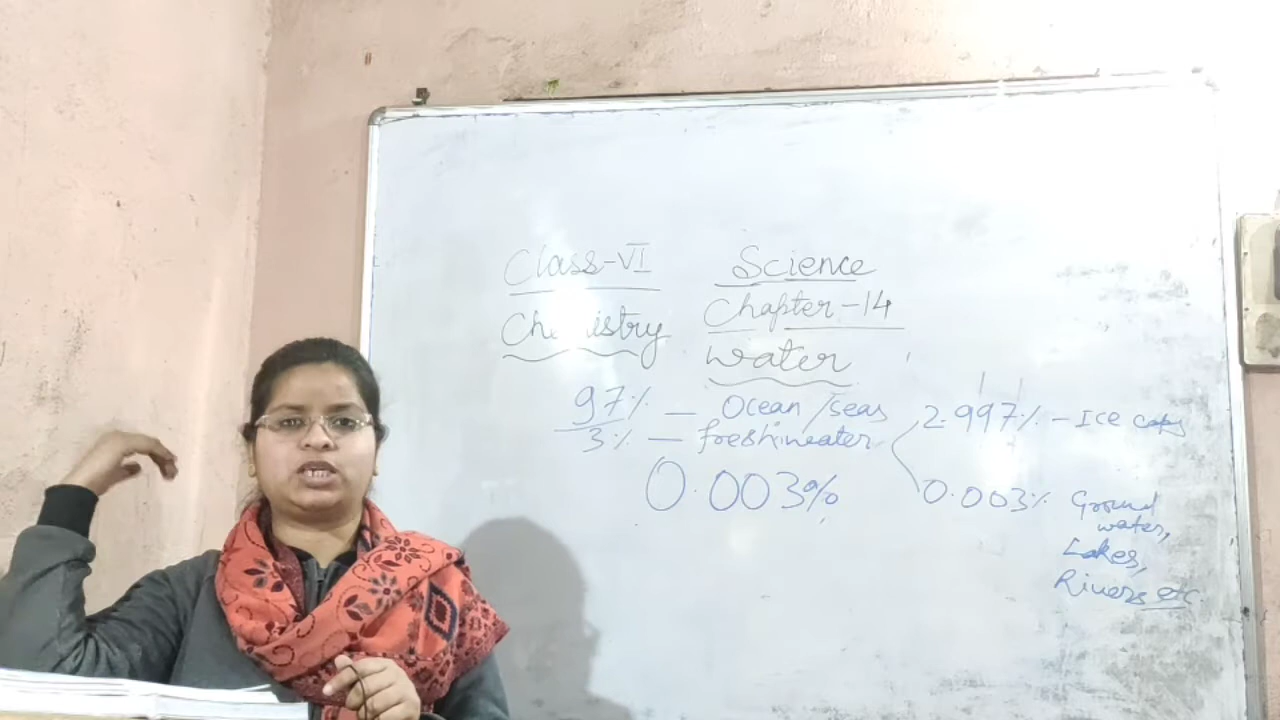 Class-VI Science
Chemistry Chapter-14
water
97% — Ocean/seas
3% — freshwater
2.997% - Ice caps
0.003%
0.003% Ground
water,
Lakes,
Rivers etc.